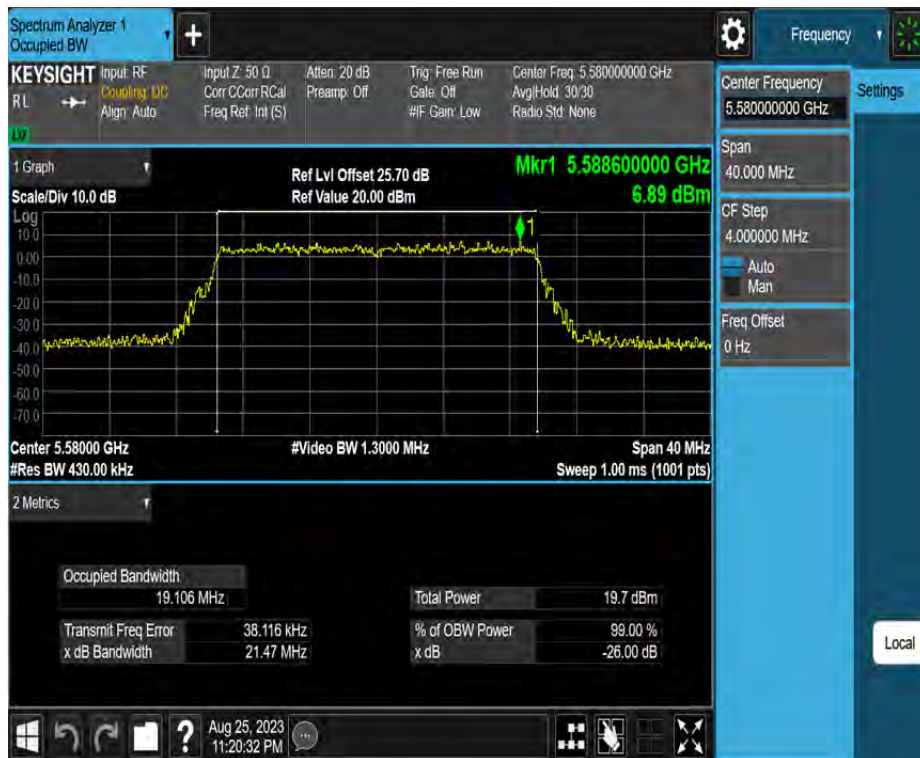 Spectrum Analyzer 1
Occupied BW
Frequency
KEYSIGHT Input: RF Input Z: 50 Ω Atten: 20 dB Trig: Free Run Center Freq: 5.580000000 GHz
RL Coupling: DC Corr CCorr RCal Preamp: Off Gate: Off Avg|Hold: 30/30
Align: Auto Freq Ref: Int (S) #IF Gain: Low Radio Std: None
Center Frequency
5.580000000 GHz
Settings
Span
40.000 MHz
CF Step
4.000000 MHz
Auto
Man
Freq Offset
0 Hz
1 Graph
Ref Lvl Offset 25.70 dB
Mkr1 5.588600000 GHz
Scale/Div 10.0 dB
Ref Value 20.00 dBm
6.89 dBm
Log
10.0
0.00
-10.0
-20.0
-30.0
-40.0
-50.0
-60.0
-70.0
1
Center 5.58000 GHz #Video BW 1.3000 MHz Span 40 MHz
#Res BW 430.00 kHz Sweep 1.00 ms (1001 pts)
2 Metrics
Occupied Bandwidth
19.106 MHz
Total Power 19.7 dBm
Transmit Freq Error 38.116 kHz
% of OBW Power 99.00 %
x dB Bandwidth 21.47 MHz
x dB -26.00 dB
Local
Aug 25, 2023
11:20:32 PM